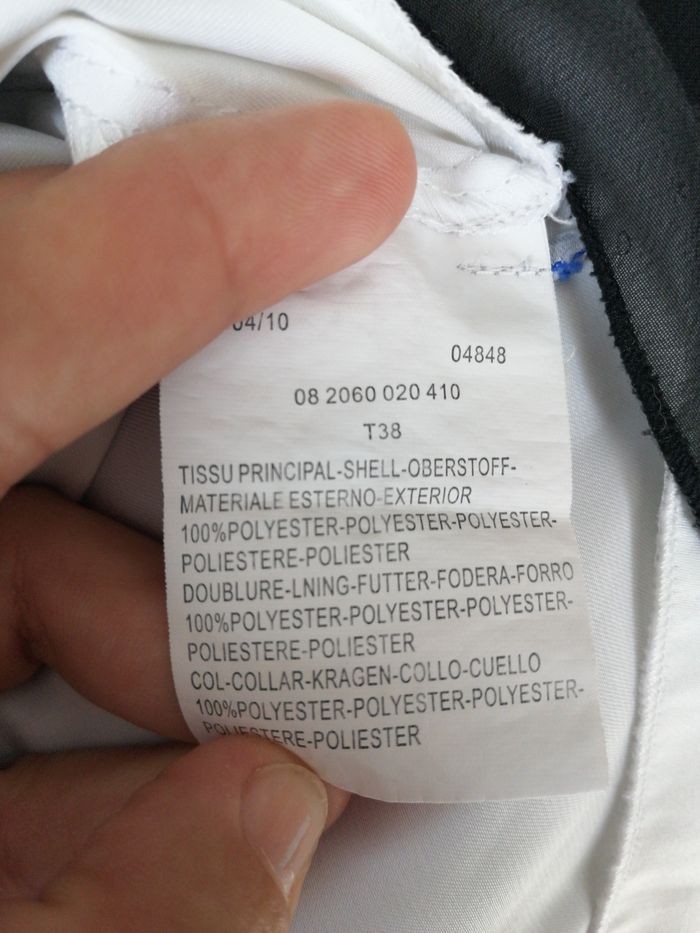 04/10
04848
08 2060 020 410
T38
TISSU PRINCIPAL-SHELL-OBERSTOFF-
MATERIALE ESTERNO-EXTERIOR
100%POLYESTER-POLYESTER-POLYESTER-
POLIESTERE-POLIESTER
DOUBLURE-LNING-FUTTER-FODERA-FORRO
100%POLYESTER-POLYESTER-POLYESTER-
POLIESTERE-POLIESTER
COL-COLLAR-KRAGEN-COLLO-CUELLO
100%POLYESTER-POLYESTER-POLYESTER-
POLIESTERE-POLIESTER